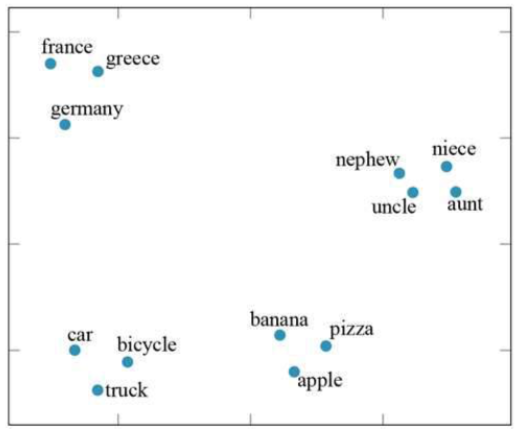 france
greece
germany
niece
nephew
uncle
aunt
banana
pizza
car
bicycle
apple
truck